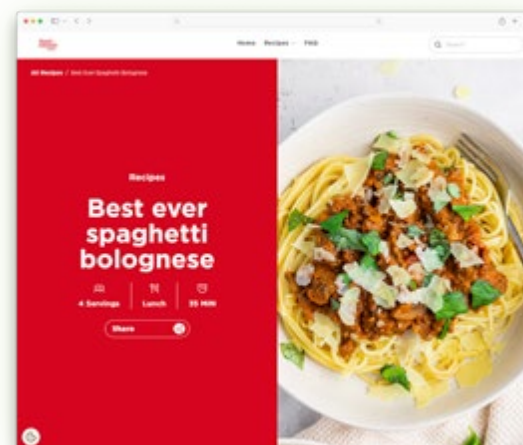 Home Recipes FAQ
Search
All Recipes / Best Ever Spaghetti Bolognese
Recipes
Best ever
spaghetti
bolognese
4 Servings
Lunch
35 MIN
Share